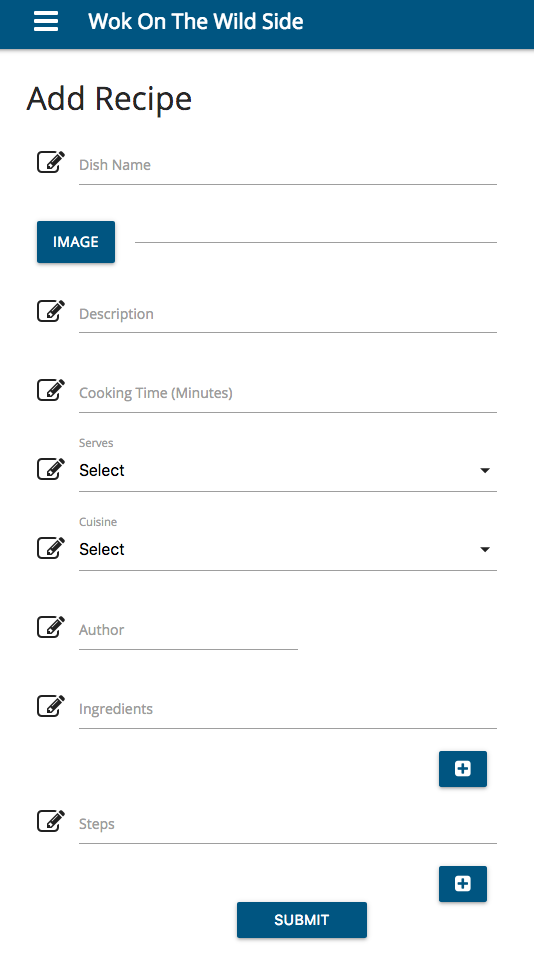 Wok On The Wild Side
Add Recipe
Dish Name
IMAGE
Description
Cooking Time (Minutes)
Serves
Select
Cuisine
Select
Author
Ingredients
Steps
SUBMIT